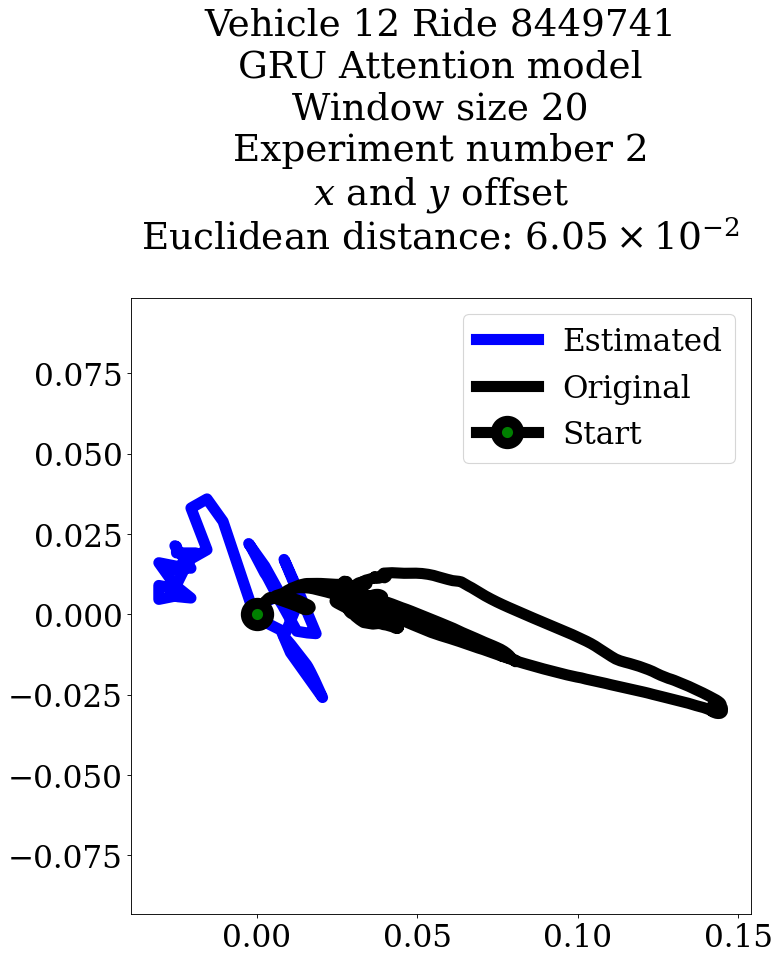 Vehicle 12 Ride 8449741
GRU Attention model
Window size 20
Experiment number 2
x and y offset
Euclidean distance: 6.05 × 10⁻²
Estimated
Original
Start
0.075
0.050
0.025
0.000
−0.025
−0.050
−0.075
0.00 0.05 0.10 0.15